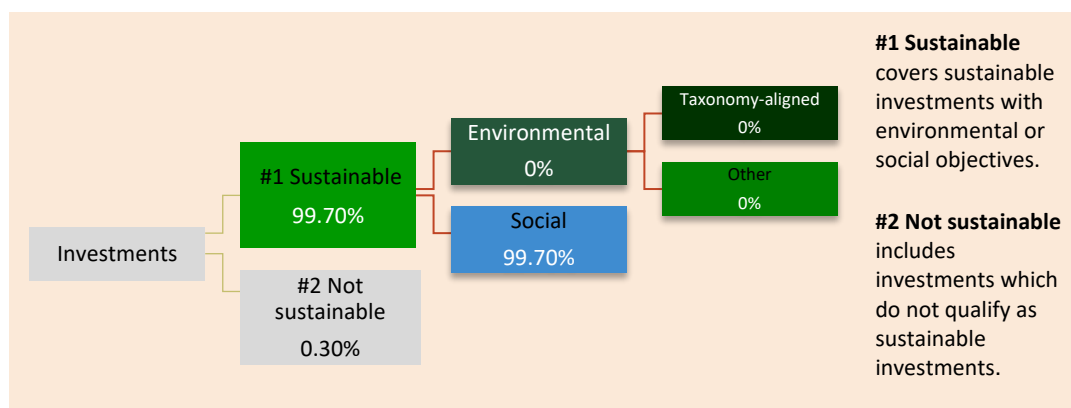 Investments
#1 Sustainable
99.70%
#2 Not
sustainable
0.30%
Environmental
0%
Social
99.70%
Taxonomy-aligned
0%
Other
0%
#1 Sustainable
covers sustainable
investments with
environmental or
social objectives.
#2 Not sustainable
includes
investments which
do not qualify as
sustainable
investments.